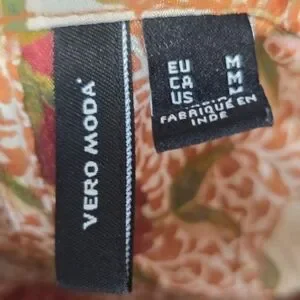 VERO MODA
EU M
CA M
US M
FABRIQUÉ EN
INDE